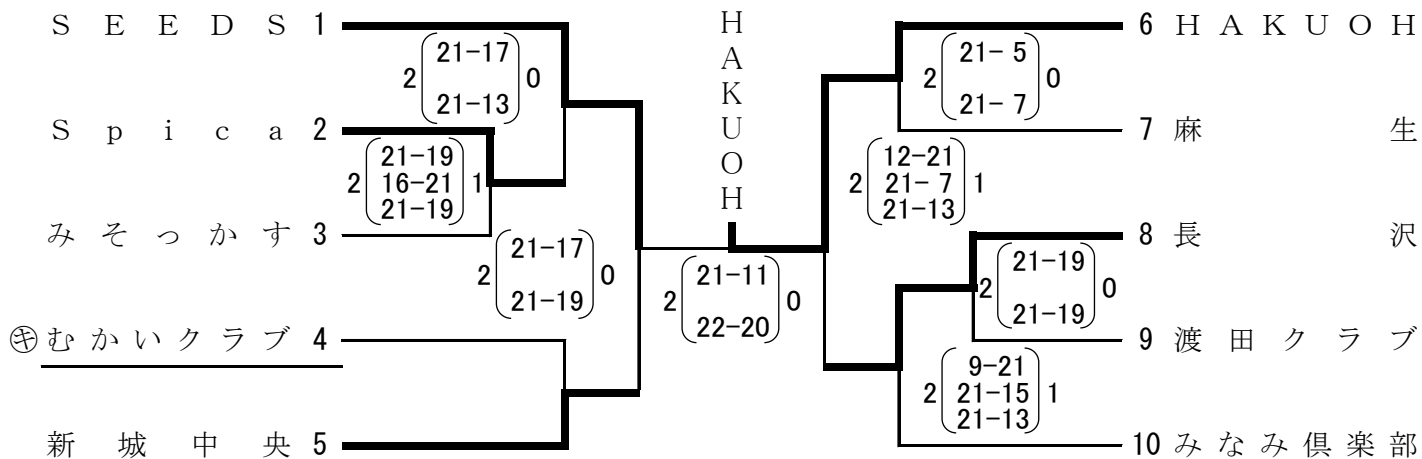 SEEDS 1
2 21-17 0
21-13
Spica 2
2 21-19 1
16-21
21-19
みそっかす 3
2 21-17 0
21-19
㋖むかいクラブ 4
新城中央 5
HAKUOH
2 21-11 0
22-20
6 HAKUOH
2 21- 5 0
21- 7
7 麻生
2 12-21 1
21- 7
21-13
8 長沢
2 21-19 0
21-19
9 渡田クラブ
2 9-21 1
21-15
21-13
10 みなみ倶楽部